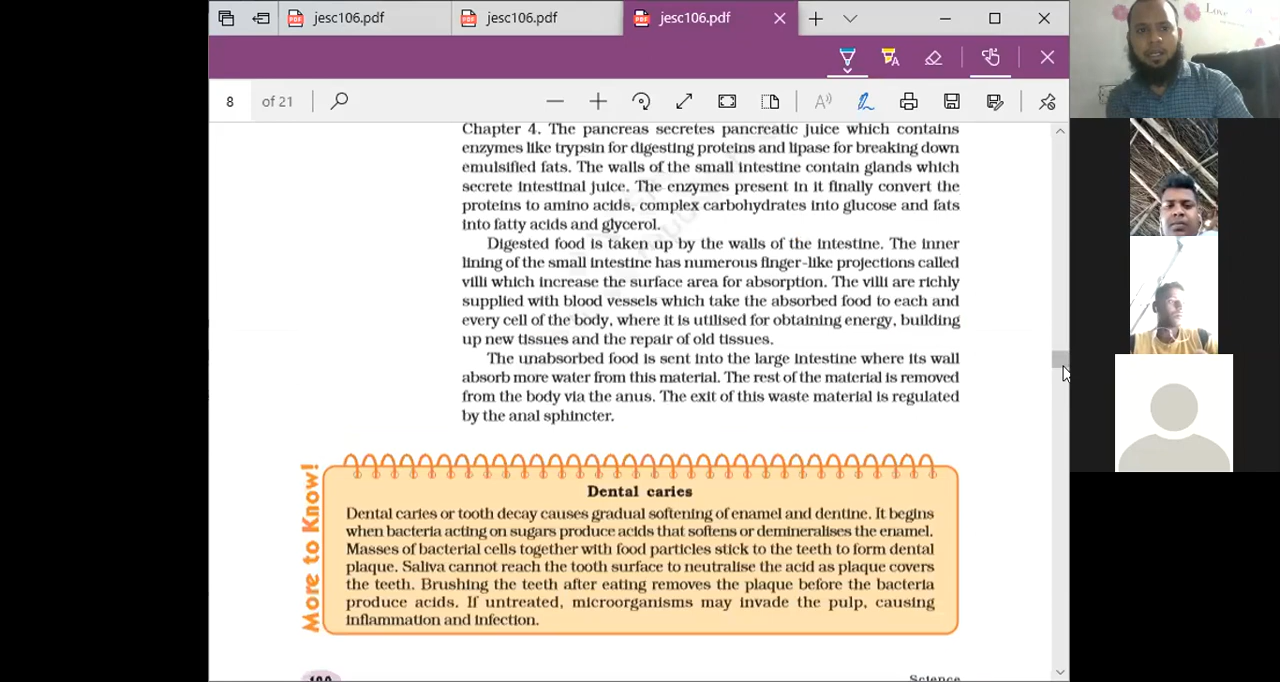 jesc106.pdf
jesc106.pdf
jesc106.pdf
8 of 21
Chapter 4. The pancreas secretes pancreatic juice which contains
enzymes like trypsin for digesting proteins and lipase for breaking down
emulsified fats. The walls of the small intestine contain glands which
secrete intestinal juice. The enzymes present in it finally convert the
proteins to amino acids, complex carbohydrates into glucose and fats
into fatty acids and glycerol.
Digested food is taken up by the walls of the intestine. The inner
lining of the small intestine has numerous finger-like projections called
villi which increase the surface area for absorption. The villi are richly
supplied with blood vessels which take the absorbed food to each and
every cell of the body, where it is utilised for obtaining energy, building
up new tissues and the repair of old tissues.
The unabsorbed food is sent into the large intestine where its wall
absorb more water from this material. The rest of the material is removed
from the body via the anus. The exit of this waste material is regulated
by the anal sphincter.
More to Know!
Dental caries
Dental caries or tooth decay causes gradual softening of enamel and dentine. It begins
when bacteria acting on sugars produce acids that softens or demineralises the enamel.
Masses of bacterial cells together with food particles stick to the teeth to form dental
plaque. Saliva cannot reach the tooth surface to neutralise the acid as plaque covers
the teeth. Brushing the teeth after eating removes the plaque before the bacteria
produce acids. If untreated, microorganisms may invade the pulp, causing
inflammation and infection.
Science
Love